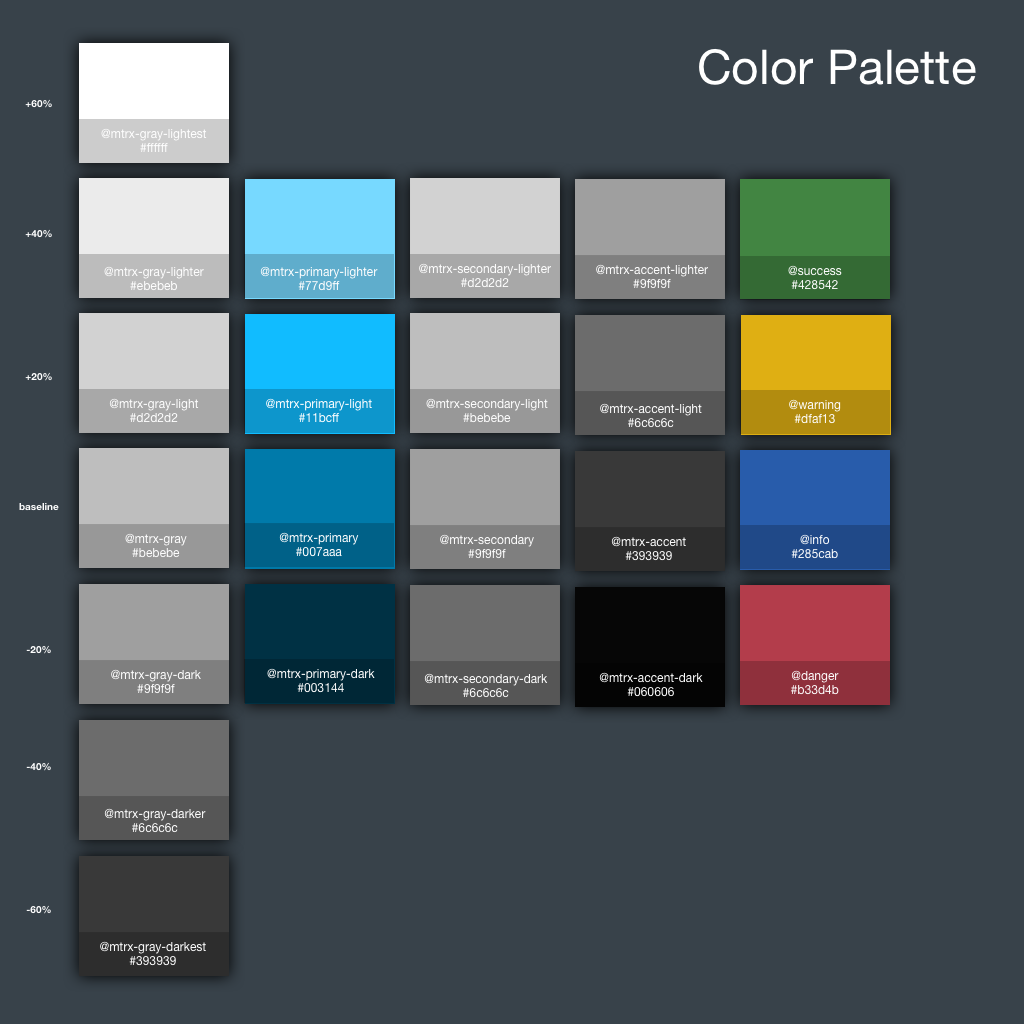 Color Palette
+60%
@mtrx-gray-lightest
#ffffff
+40%
@mtrx-gray-lighter
#ebebeb
@mtrx-primary-lighter
#77d9ff
@mtrx-secondary-lighter
#d2d2d2
@mtrx-accent-lighter
#9f9f9f
@success
#428542
+20%
@mtrx-gray-light
#d2d2d2
@mtrx-primary-light
#11bcff
@mtrx-secondary-light
#bebebe
@mtrx-accent-light
#6c6c6c
@warning
#dfaf13
baseline
@mtrx-gray
#bebebe
@mtrx-primary
#007aaa
@mtrx-secondary
#9f9f9f
@mtrx-accent
#393939
@info
#285cab
-20%
@mtrx-gray-dark
#9f9f9f
@mtrx-primary-dark
#003144
@mtrx-secondary-dark
#6c6c6c
@mtrx-accent-dark
#060606
@danger
#b33d4b
-40%
@mtrx-gray-darker
#6c6c6c
-60%
@mtrx-gray-darkest
#393939